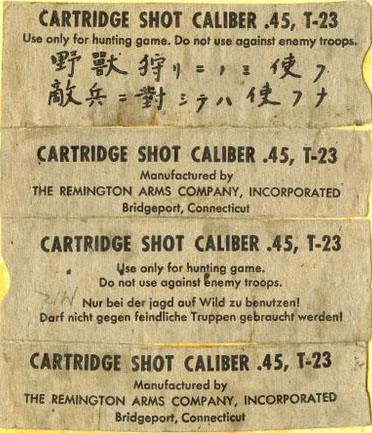 CARTRIDGE SHOT CALIBER .45, T-23
Use only for hunting game. Do not use against enemy troops.
野獸狩リニノミ使フ
敵兵ニ對シテハ使フナ
CARTRIDGE SHOT CALIBER .45, T-23
Manufactured by
THE REMINGTON ARMS COMPANY, INCORPORATED
Bridgeport, Connecticut
CARTRIDGE SHOT CALIBER .45, T-23
Use only for hunting game.
Do not use against enemy troops.
Nur bei der jagd auf Wild zu benutzen!
Darf nicht gegen feindliche Truppen gebraucht werden!
CARTRIDGE SHOT CALIBER .45, T-23
Manufactured by
THE REMINGTON ARMS COMPANY, INCORPORATED
Bridgeport, Connecticut